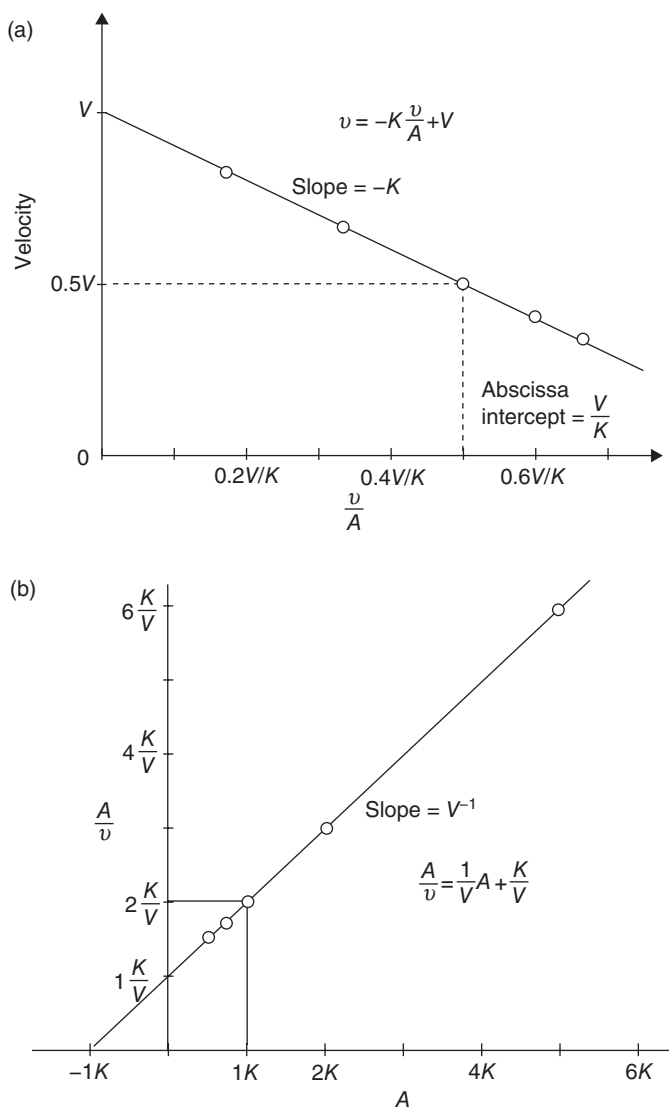 (a)
V
υ = −K υ/A + V
Slope = −K
Velocity
0.5V
Abscissa
intercept = V/K
0
0.2V/K 0.4V/K 0.6V/K
υ/A
(b)
6 K/V
4 K/V
A/υ
Slope = V⁻¹
A/υ = 1/V A + K/V
2 K/V
1 K/V
−1K 1K 2K 4K 6K
A